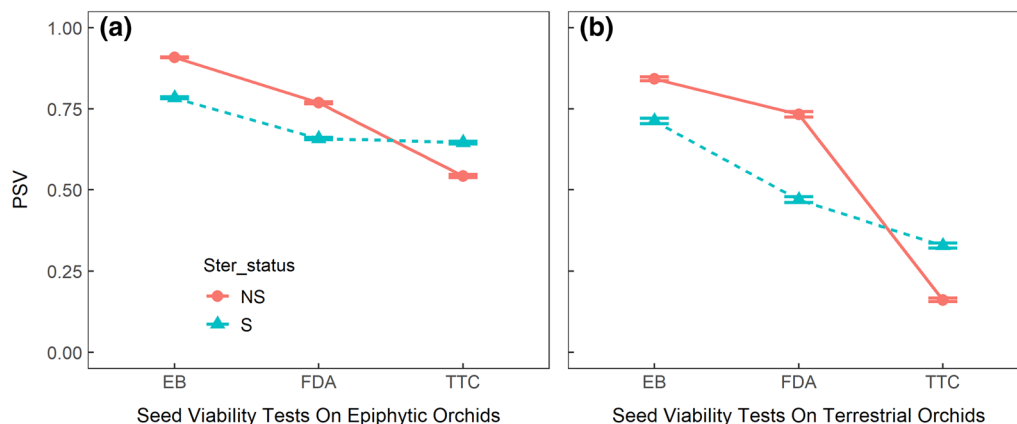 (a)
(b)
1.00
0.75
0.50
0.25
0.00
PSV
Ster_status
NS
S
EB FDA TTC
EB FDA TTC
Seed Viability Tests On Epiphytic Orchids
Seed Viability Tests On Terrestrial Orchids